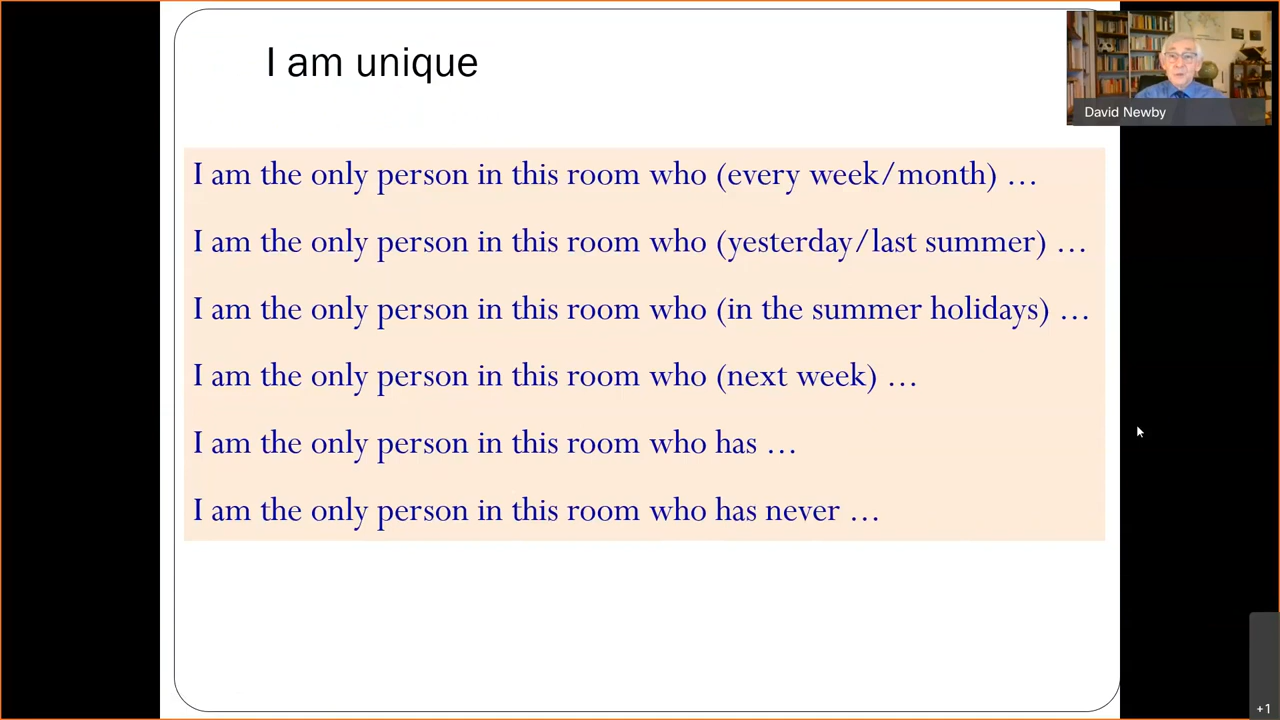 I am unique
David Newby
I am the only person in this room who (every week/month) …
I am the only person in this room who (yesterday/last summer) …
I am the only person in this room who (in the summer holidays) …
I am the only person in this room who (next week) …
I am the only person in this room who has …
I am the only person in this room who has never …
+1